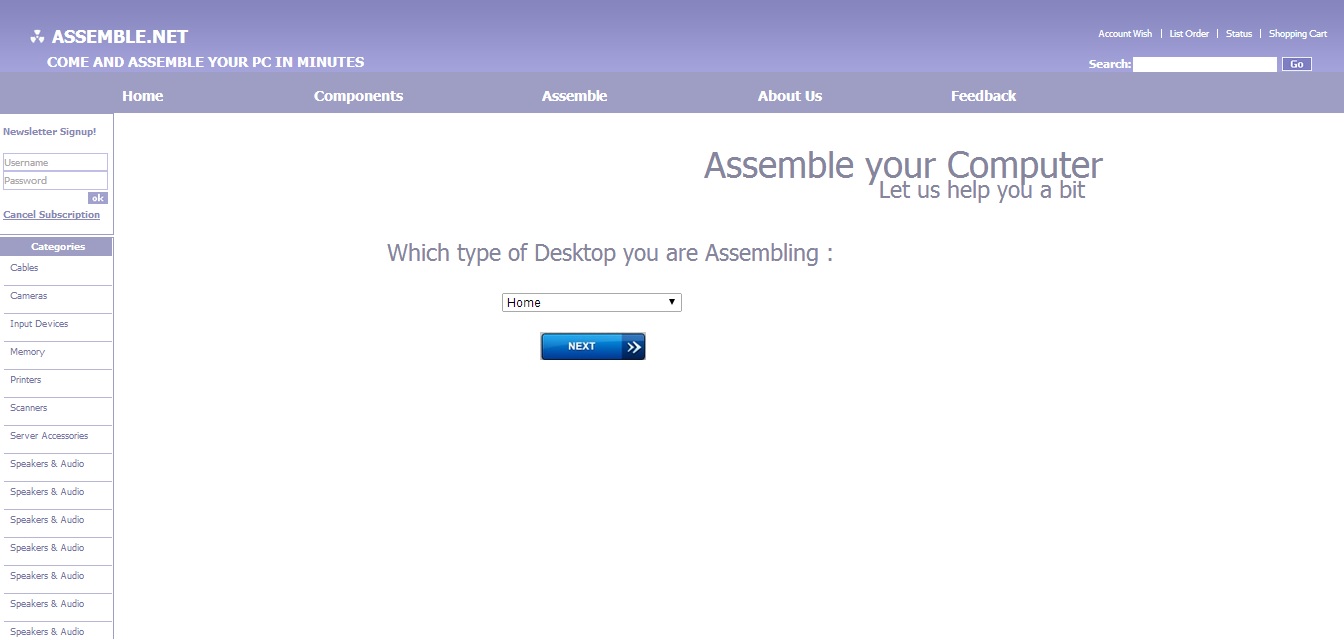 ASSEMBLE.NET
COME AND ASSEMBLE YOUR PC IN MINUTES
Account Wish | List Order | Status | Shopping Cart
Search: Go
Home Components Assemble About Us Feedback
Newsletter Signup!
Username
Password
ok
Cancel Subscription
Categories
Cables
Cameras
Input Devices
Memory
Printers
Scanners
Server Accessories
Speakers & Audio
Speakers & Audio
Speakers & Audio
Speakers & Audio
Speakers & Audio
Speakers & Audio
Speakers & Audio
Assemble your Computer
Let us help you a bit
Which type of Desktop you are Assembling :
Home
NEXT